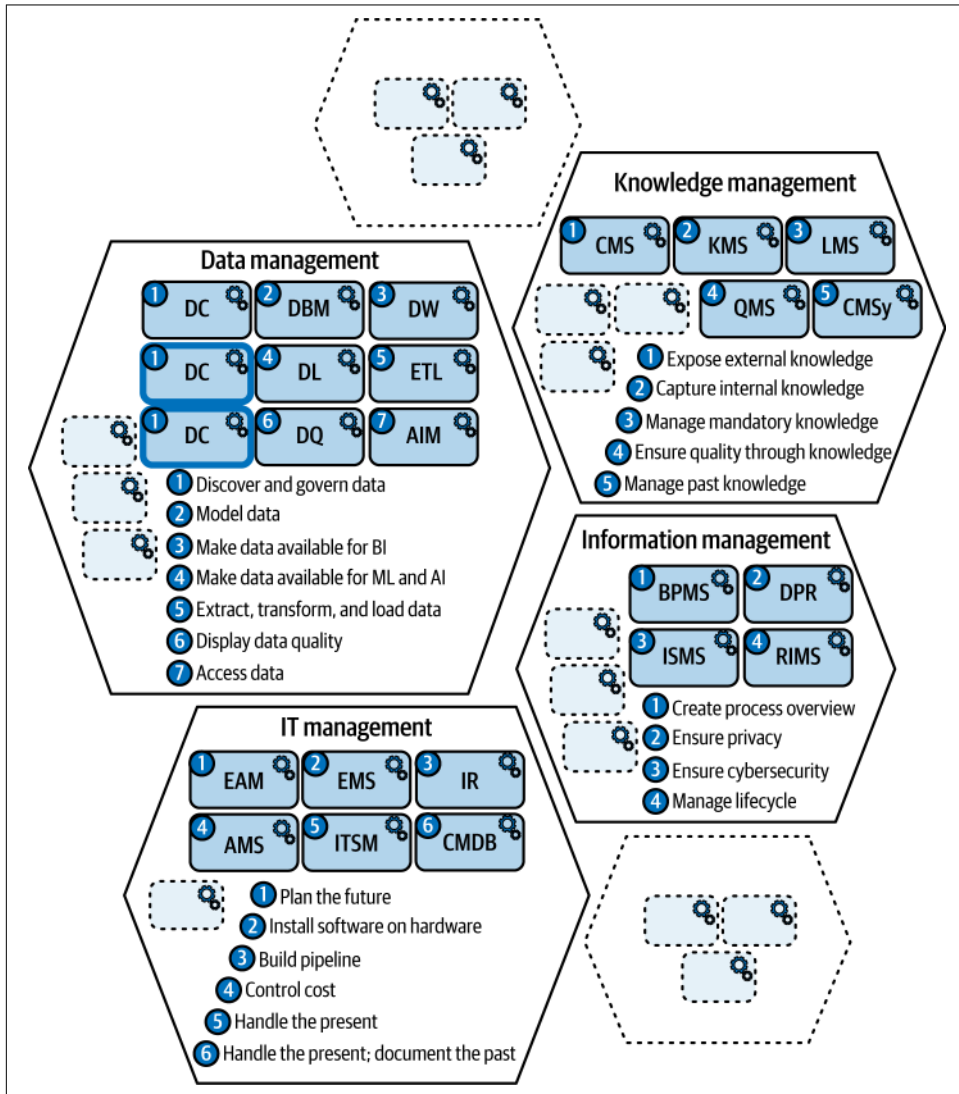 Knowledge management
1 CMS 2 KMS 3 LMS
4 QMS 5 CMSy
1 Expose external knowledge
2 Capture internal knowledge
3 Manage mandatory knowledge
4 Ensure quality through knowledge
5 Manage past knowledge
Data management
1 DC 2 DBM 3 DW
1 DC 4 DL 5 ETL
1 DC 6 DQ 7 AIM
1 Discover and govern data
2 Model data
3 Make data available for BI
4 Make data available for ML and AI
5 Extract, transform, and load data
6 Display data quality
7 Access data
Information management
1 BPMS 2 DPR
3 ISMS 4 RIMS
1 Create process overview
2 Ensure privacy
3 Ensure cybersecurity
4 Manage lifecycle
IT management
1 EAM 2 EMS 3 IR
4 AMS 5 ITSM 6 CMDB
1 Plan the future
2 Install software on hardware
3 Build pipeline
4 Control cost
5 Handle the present
6 Handle the present; document the past